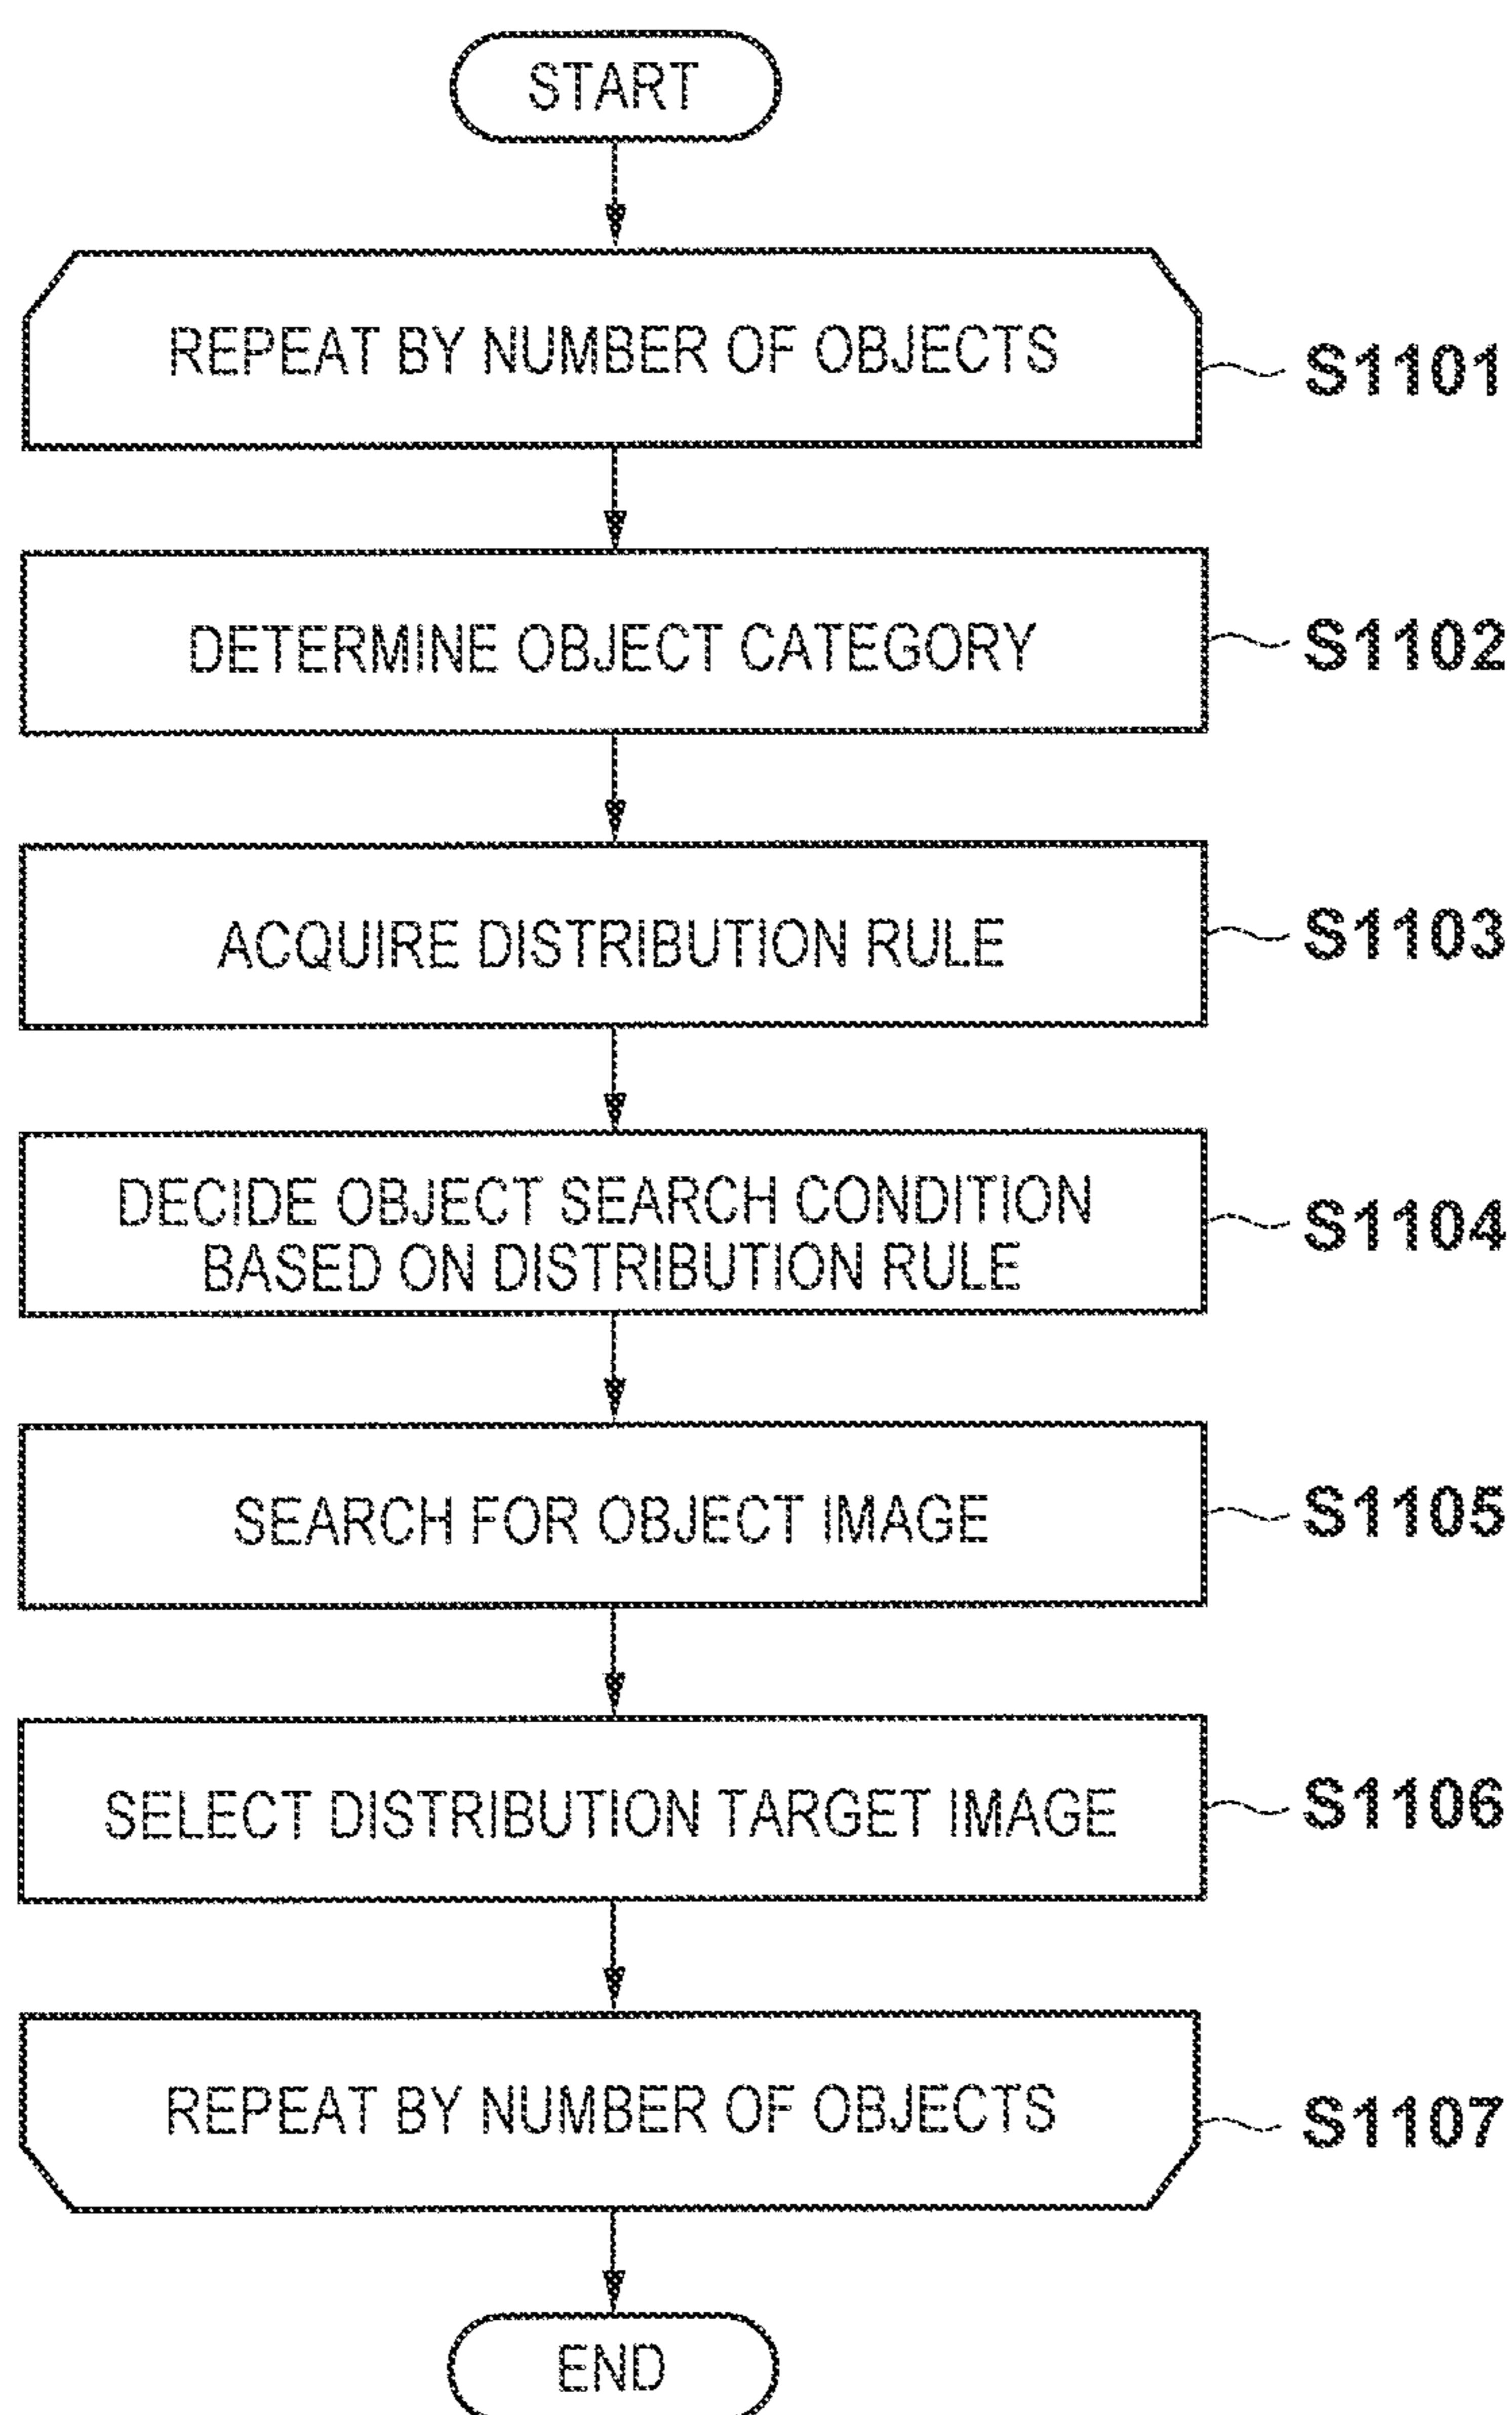 START
REPEAT BY NUMBER OF OBJECTS
S1101
DETERMINE OBJECT CATEGORY
S1102
ACQUIRE DISTRIBUTION RULE
S1103
DECIDE OBJECT SEARCH CONDITION
BASED ON DISTRIBUTION RULE
S1104
SEARCH FOR OBJECT IMAGE
S1105
SELECT DISTRIBUTION TARGET IMAGE
S1106
REPEAT BY NUMBER OF OBJECTS
S1107
END